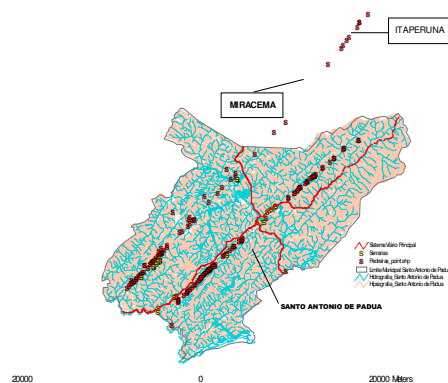 ITAPERUNA
MIRACEMA
Sistema Viário Principal
Serrarias
Pedreiras_point.shp
Limite Municipal Santo Antonio de Padua
Hidrografia_Santo Antonio de Padua
Hipsografia_Santo Antonio de Padua
SANTO ANTONIO DE PADUA
20000 0 20000 Meters